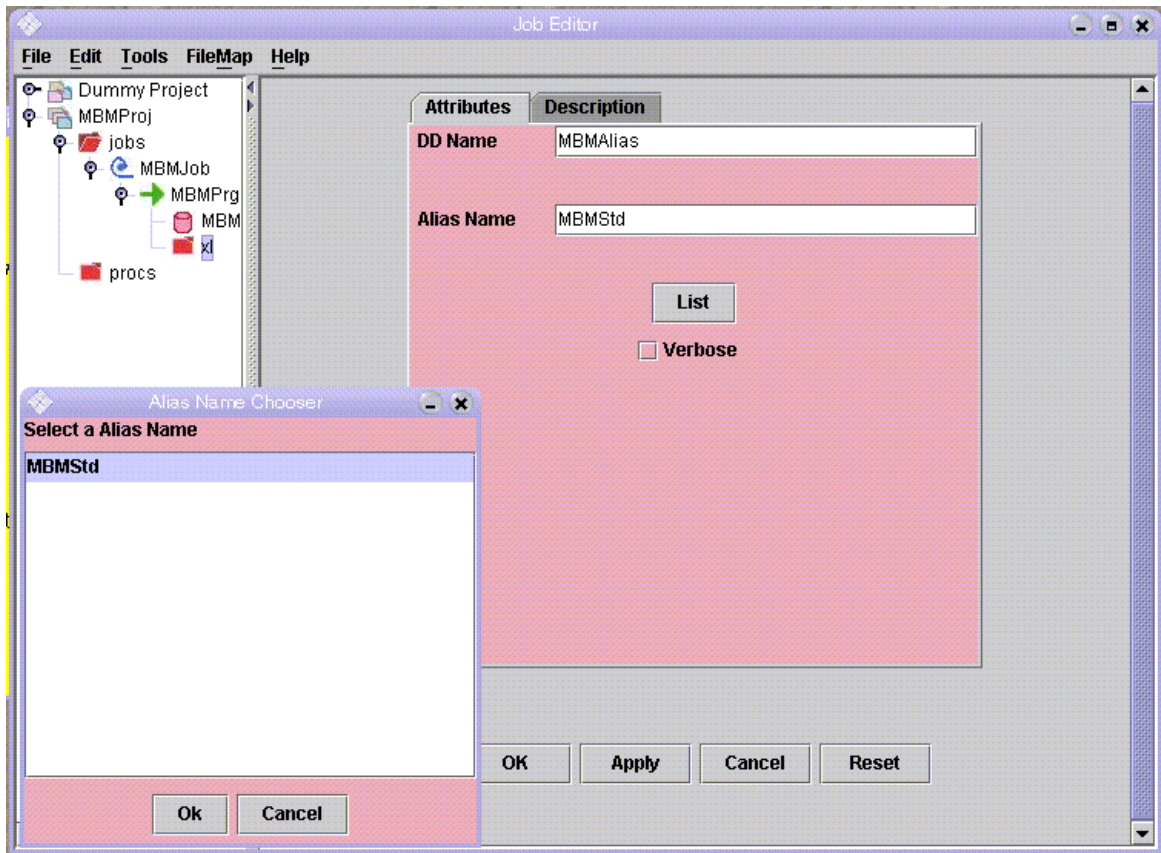 Job Editor
File Edit Tools FileMap Help
Dummy Project
MBMProj
jobs
MBMJob
MBMPrg
MBM
xl
procs
Attributes Description
DD Name MBMAlias
Alias Name MBMStd
List
Verbose
OK Apply Cancel Reset
Alias Name Chooser
Select a Alias Name
MBMStd
Ok Cancel